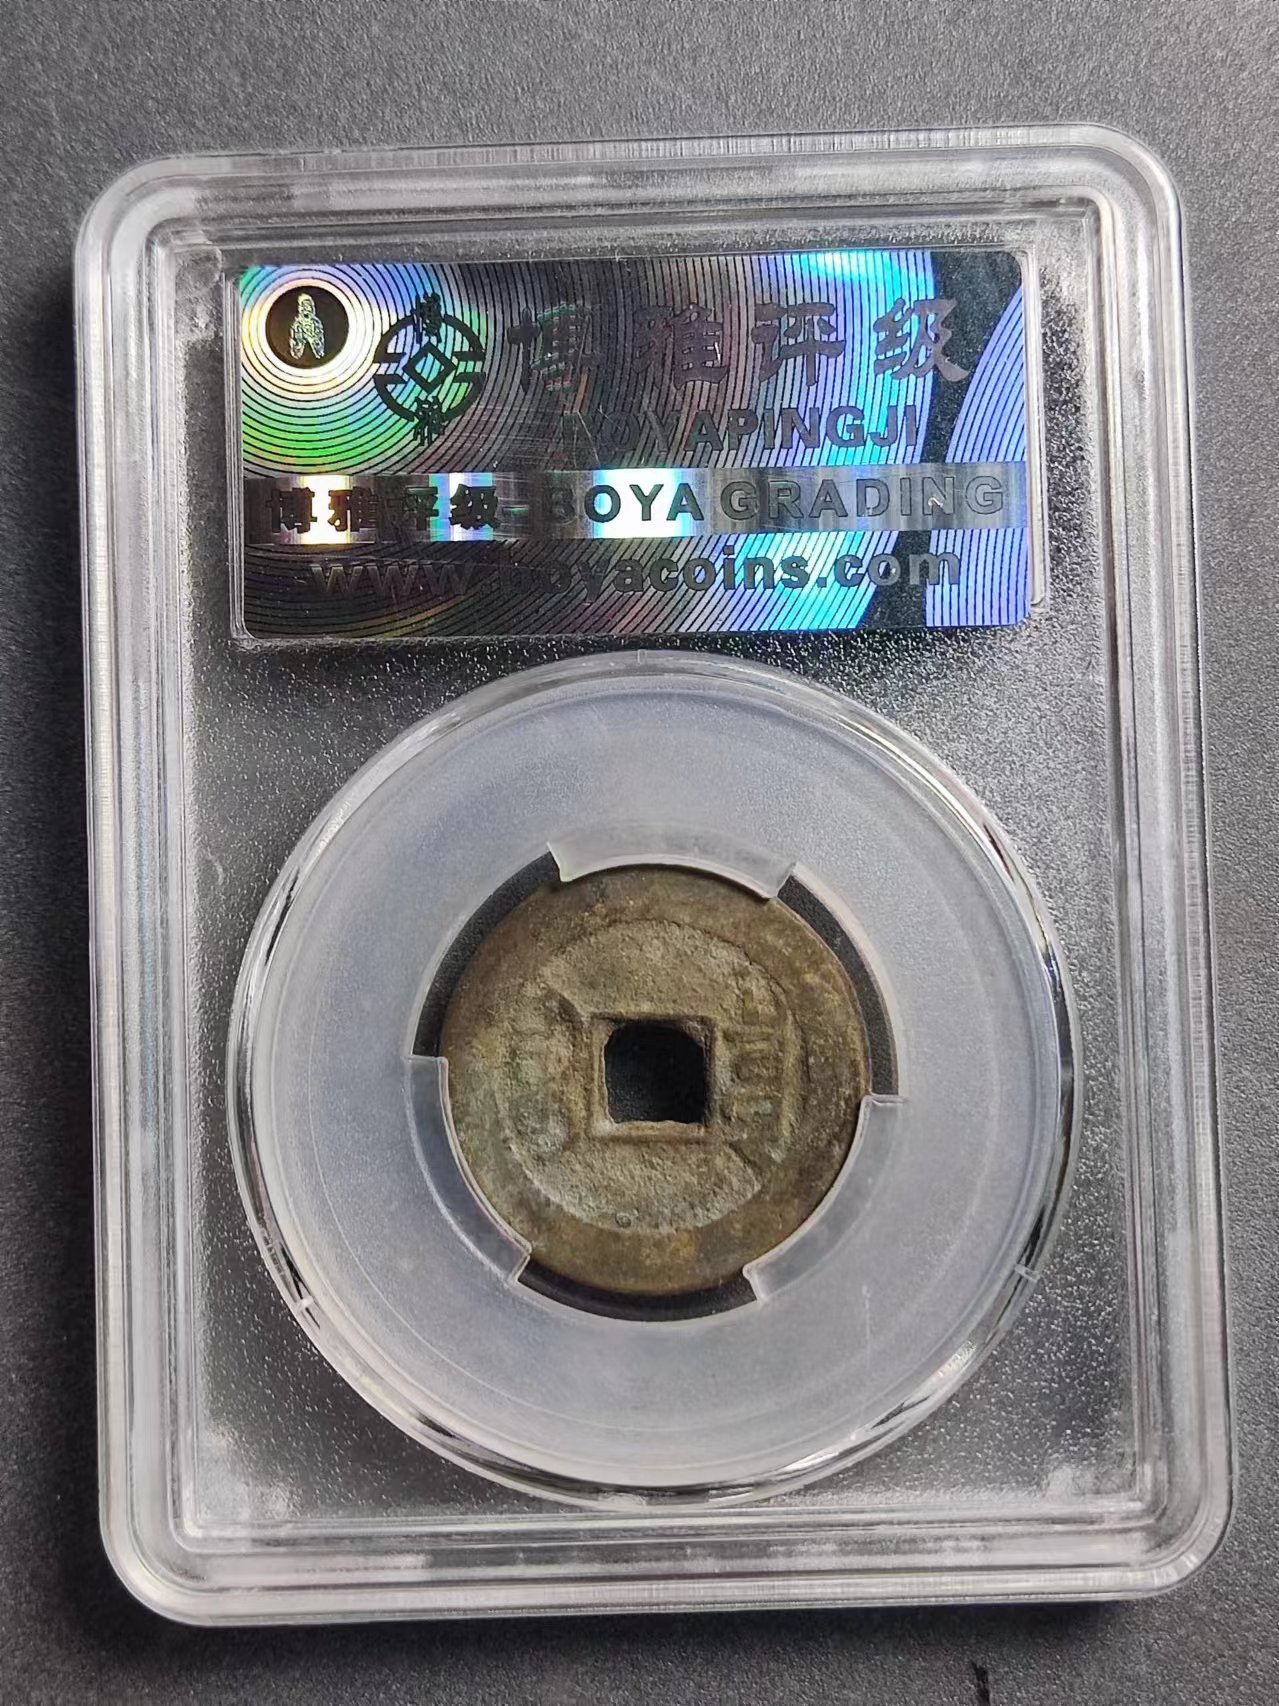 博雅评级
BOYAPINGJI
博雅评级-BOYA GRADING
www.boyacoins.com